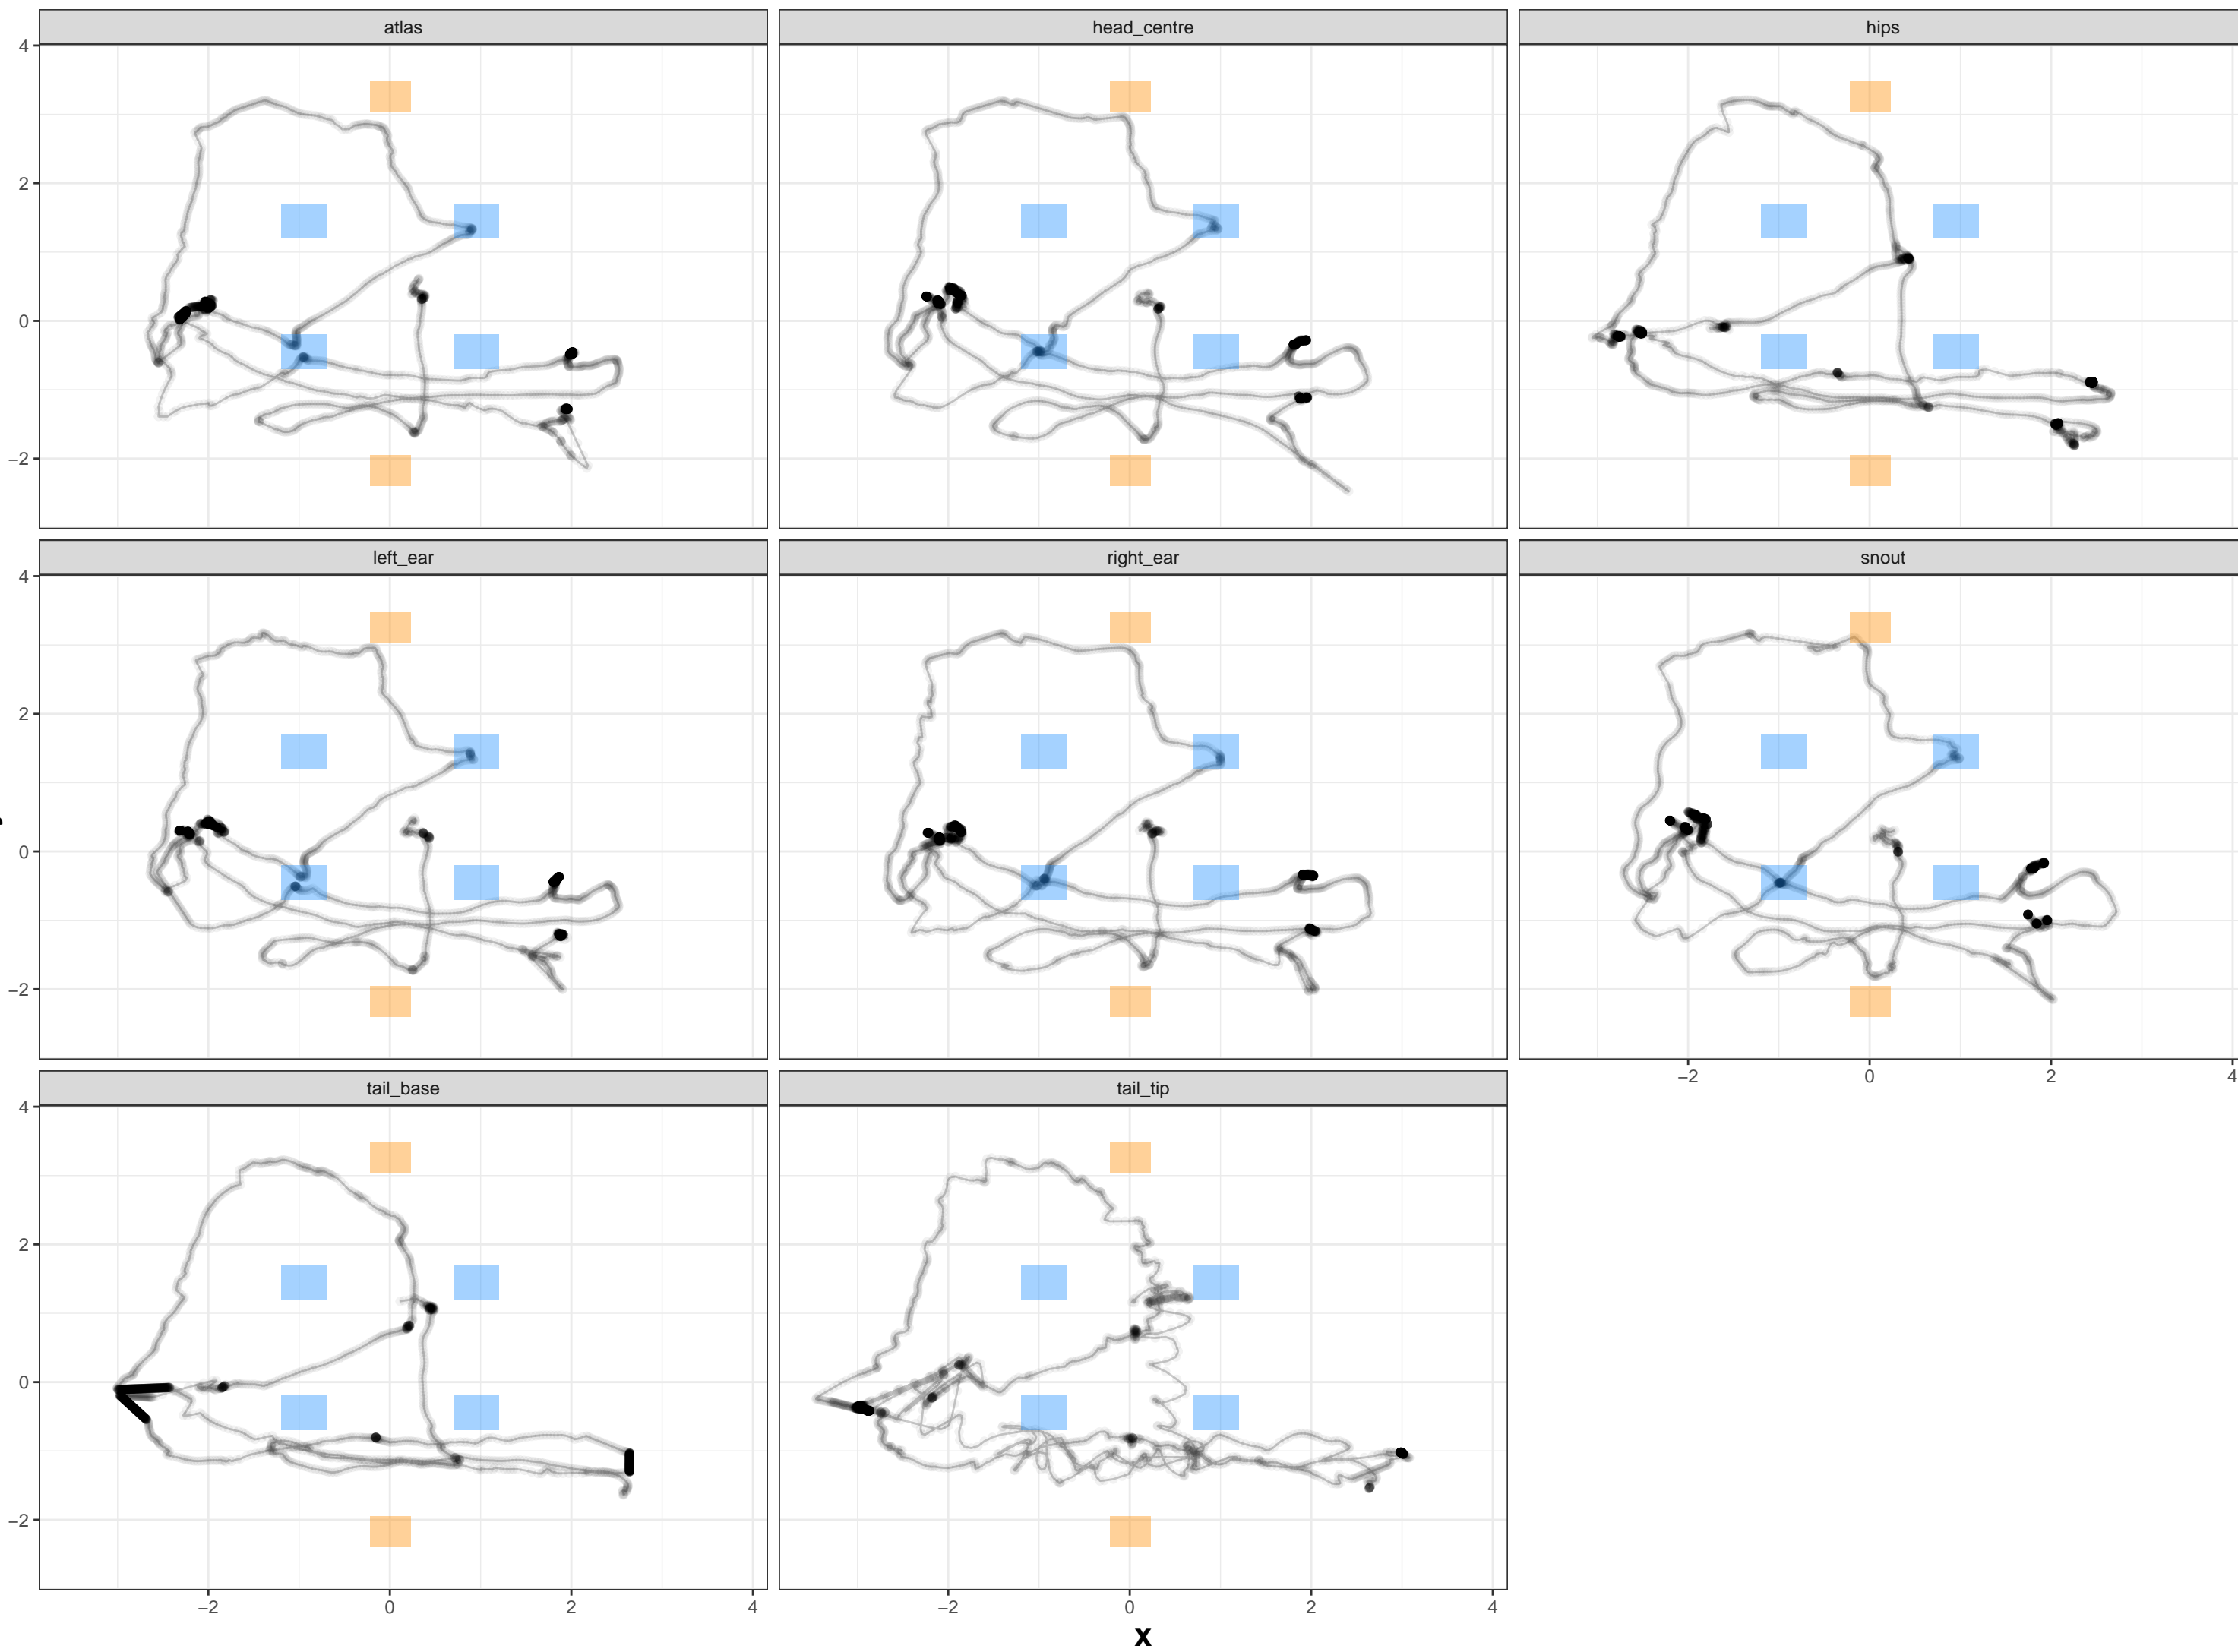 atlas head_centre hips
4
2
0
−2
left_ear right_ear snout
4
2
0
−2
−2 0 2 4
tail_base tail_tip
4
2
0
−2
−2 0 2 4 −2 0 2 4
x